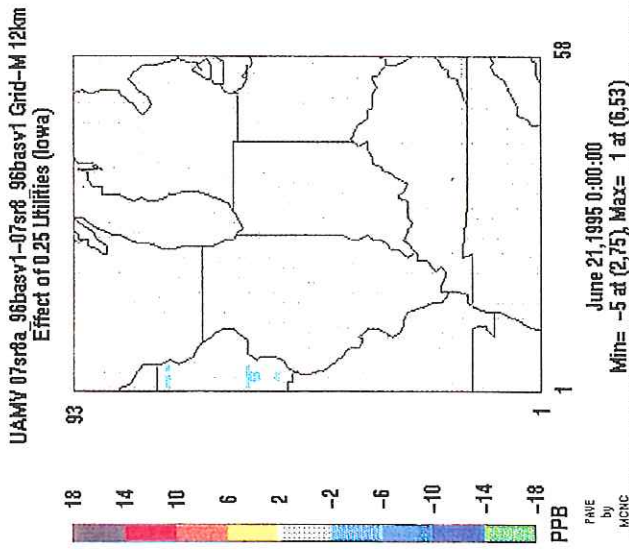 UAMV 07sr8a_96basv1-07sr8_96basv1 Grid-M 12km
Effect of 0.25 Utilities (Iowa)
18
14
10
6
2
-2
-6
-10
-14
-18
PPB
PAVE
by
MCNC
93
1
1
58
June 21,1995 0:00:00
Min= -5 at (2,75), Max= 1 at (6,53)